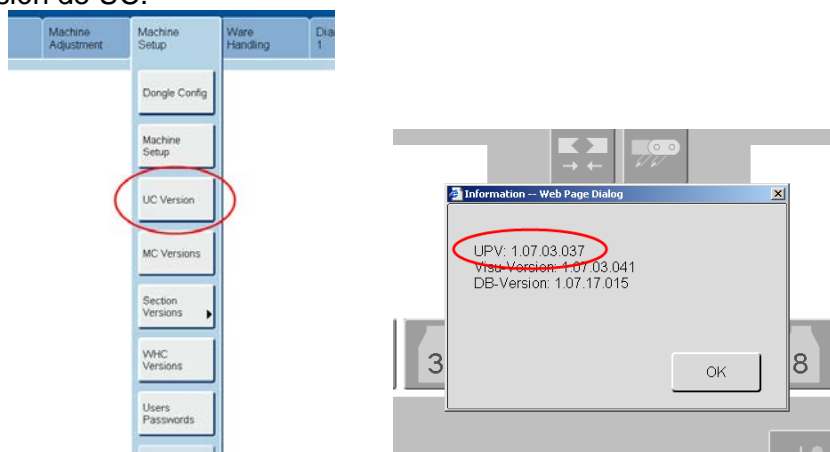 Machine
Adjustment
Machine
Setup
Ware
Handling
1
Dongle Config
Machine
Setup
UC Version
MC Versions
Section
Versions
WHC
Versions
Users
Passwords
Information -- Web Page Dialog
UPV: 1.07.03.037
Visu-Version: 1.07.03.041
DB-Version: 1.07.17.015
OK
3
8